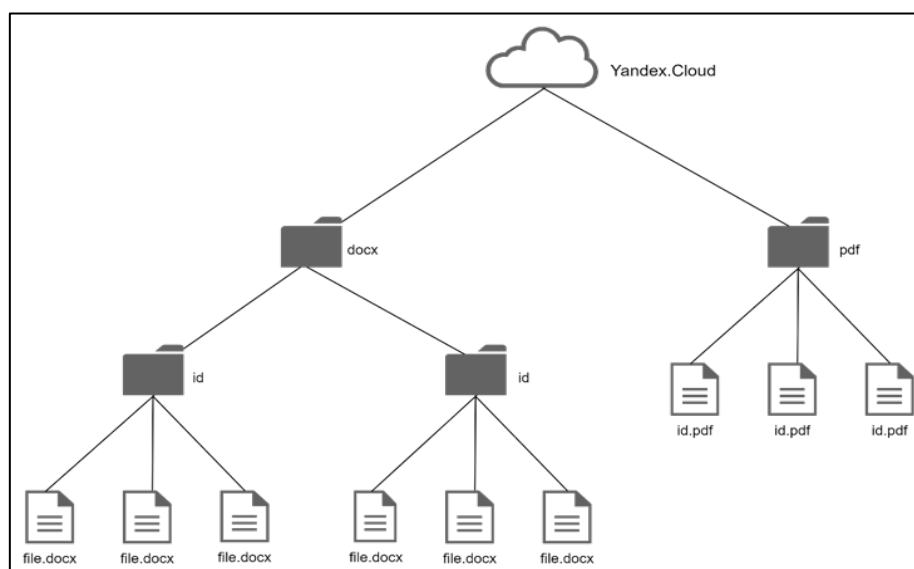 Yandex.Cloud
docx
pdf
id
id
id.pdf
id.pdf
id.pdf
file.docx
file.docx
file.docx
file.docx
file.docx
file.docx